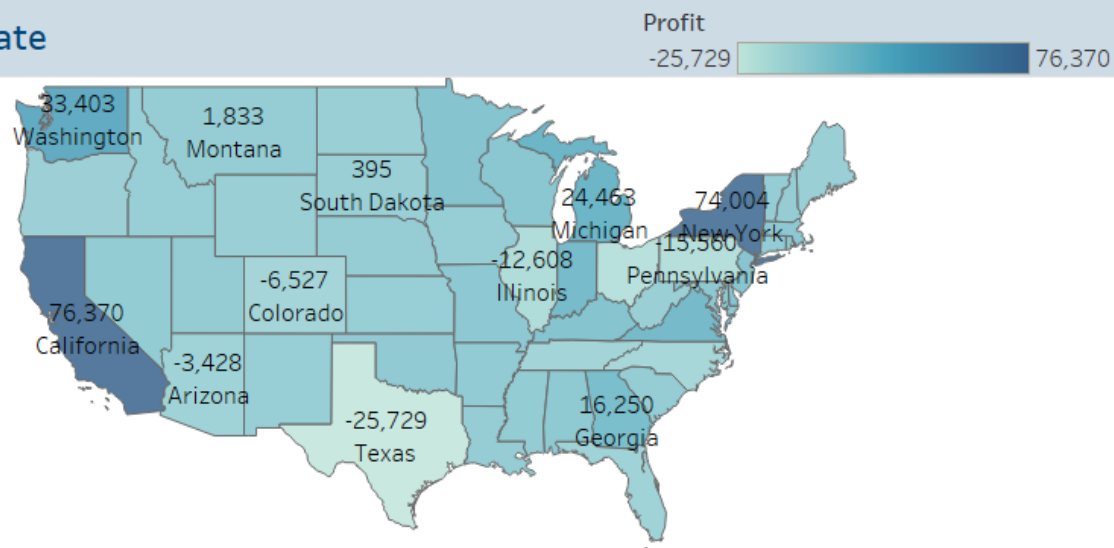 ate
Profit
-25,729
76,370
33,403
Washington
1,833
Montana
395
South Dakota
24,463
Michigan
74,004
New York
-15,560
Pennsylvania
-12,608
Illinois
-6,527
Colorado
76,370
California
-3,428
Arizona
-25,729
Texas
16,250
Georgia